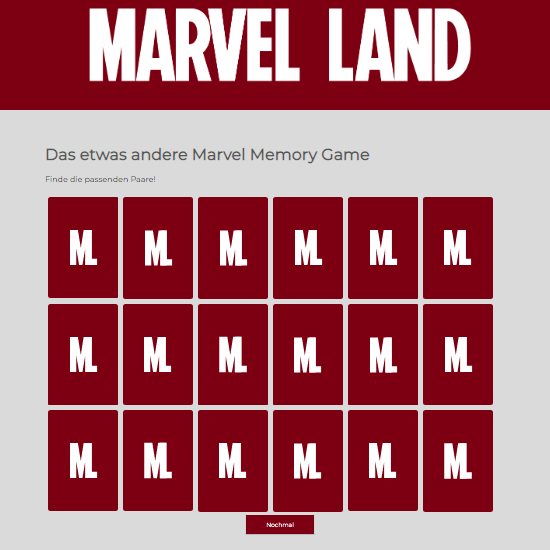 MARVEL LAND
Das etwas andere Marvel Memory Game
Finde die passenden Paare!
ML ML ML ML ML ML
ML ML ML ML ML ML
ML ML ML ML ML ML
Nochmal